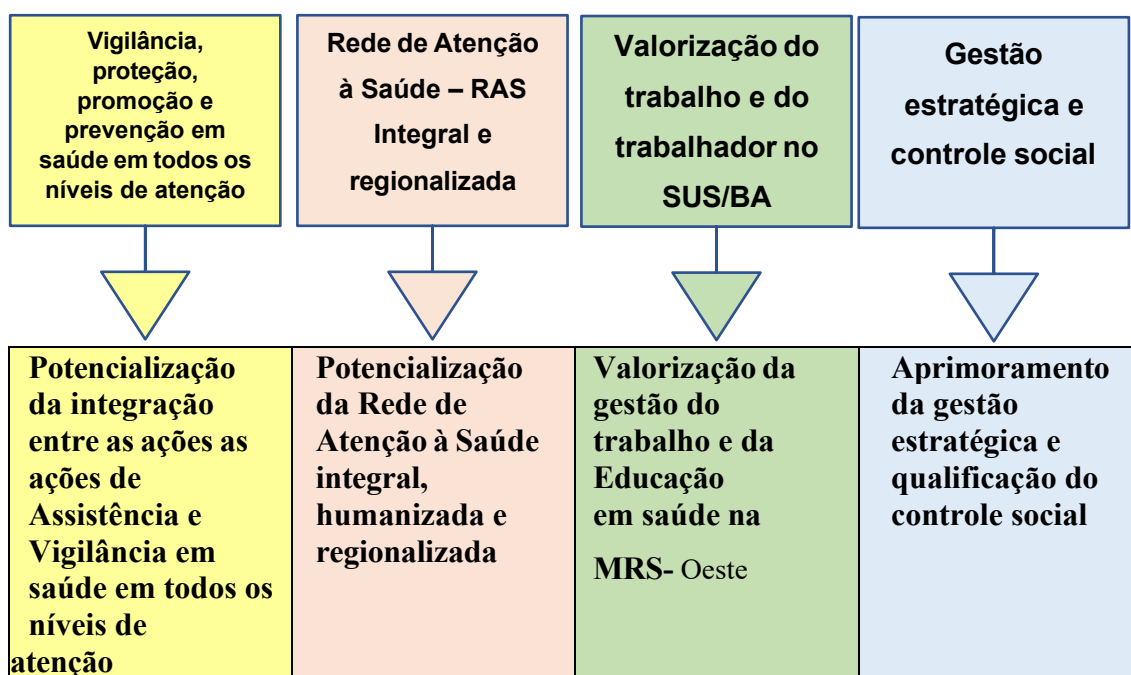 Vigilância,
proteção,
promoção e
prevenção em
saúde em todos os
níveis de atenção
Rede de Atenção
à Saúde – RAS
Integral e
regionalizada
Valorização do
trabalho e do
trabalhador no
SUS/BA
Gestão
estratégica e
controle social
Potencialização
da integração
entre as ações as
ações de
Assistência e
Vigilância em
saúde em todos os
níveis de
atenção
Potencialização
da Rede de
Atenção à Saúde
integral,
humanizada e
regionalizada
Valorização da
gestão do
trabalho e da
Educação
em saúde na
MRS- Oeste
Aprimoramento
da gestão
estratégica e
qualificação do
controle social